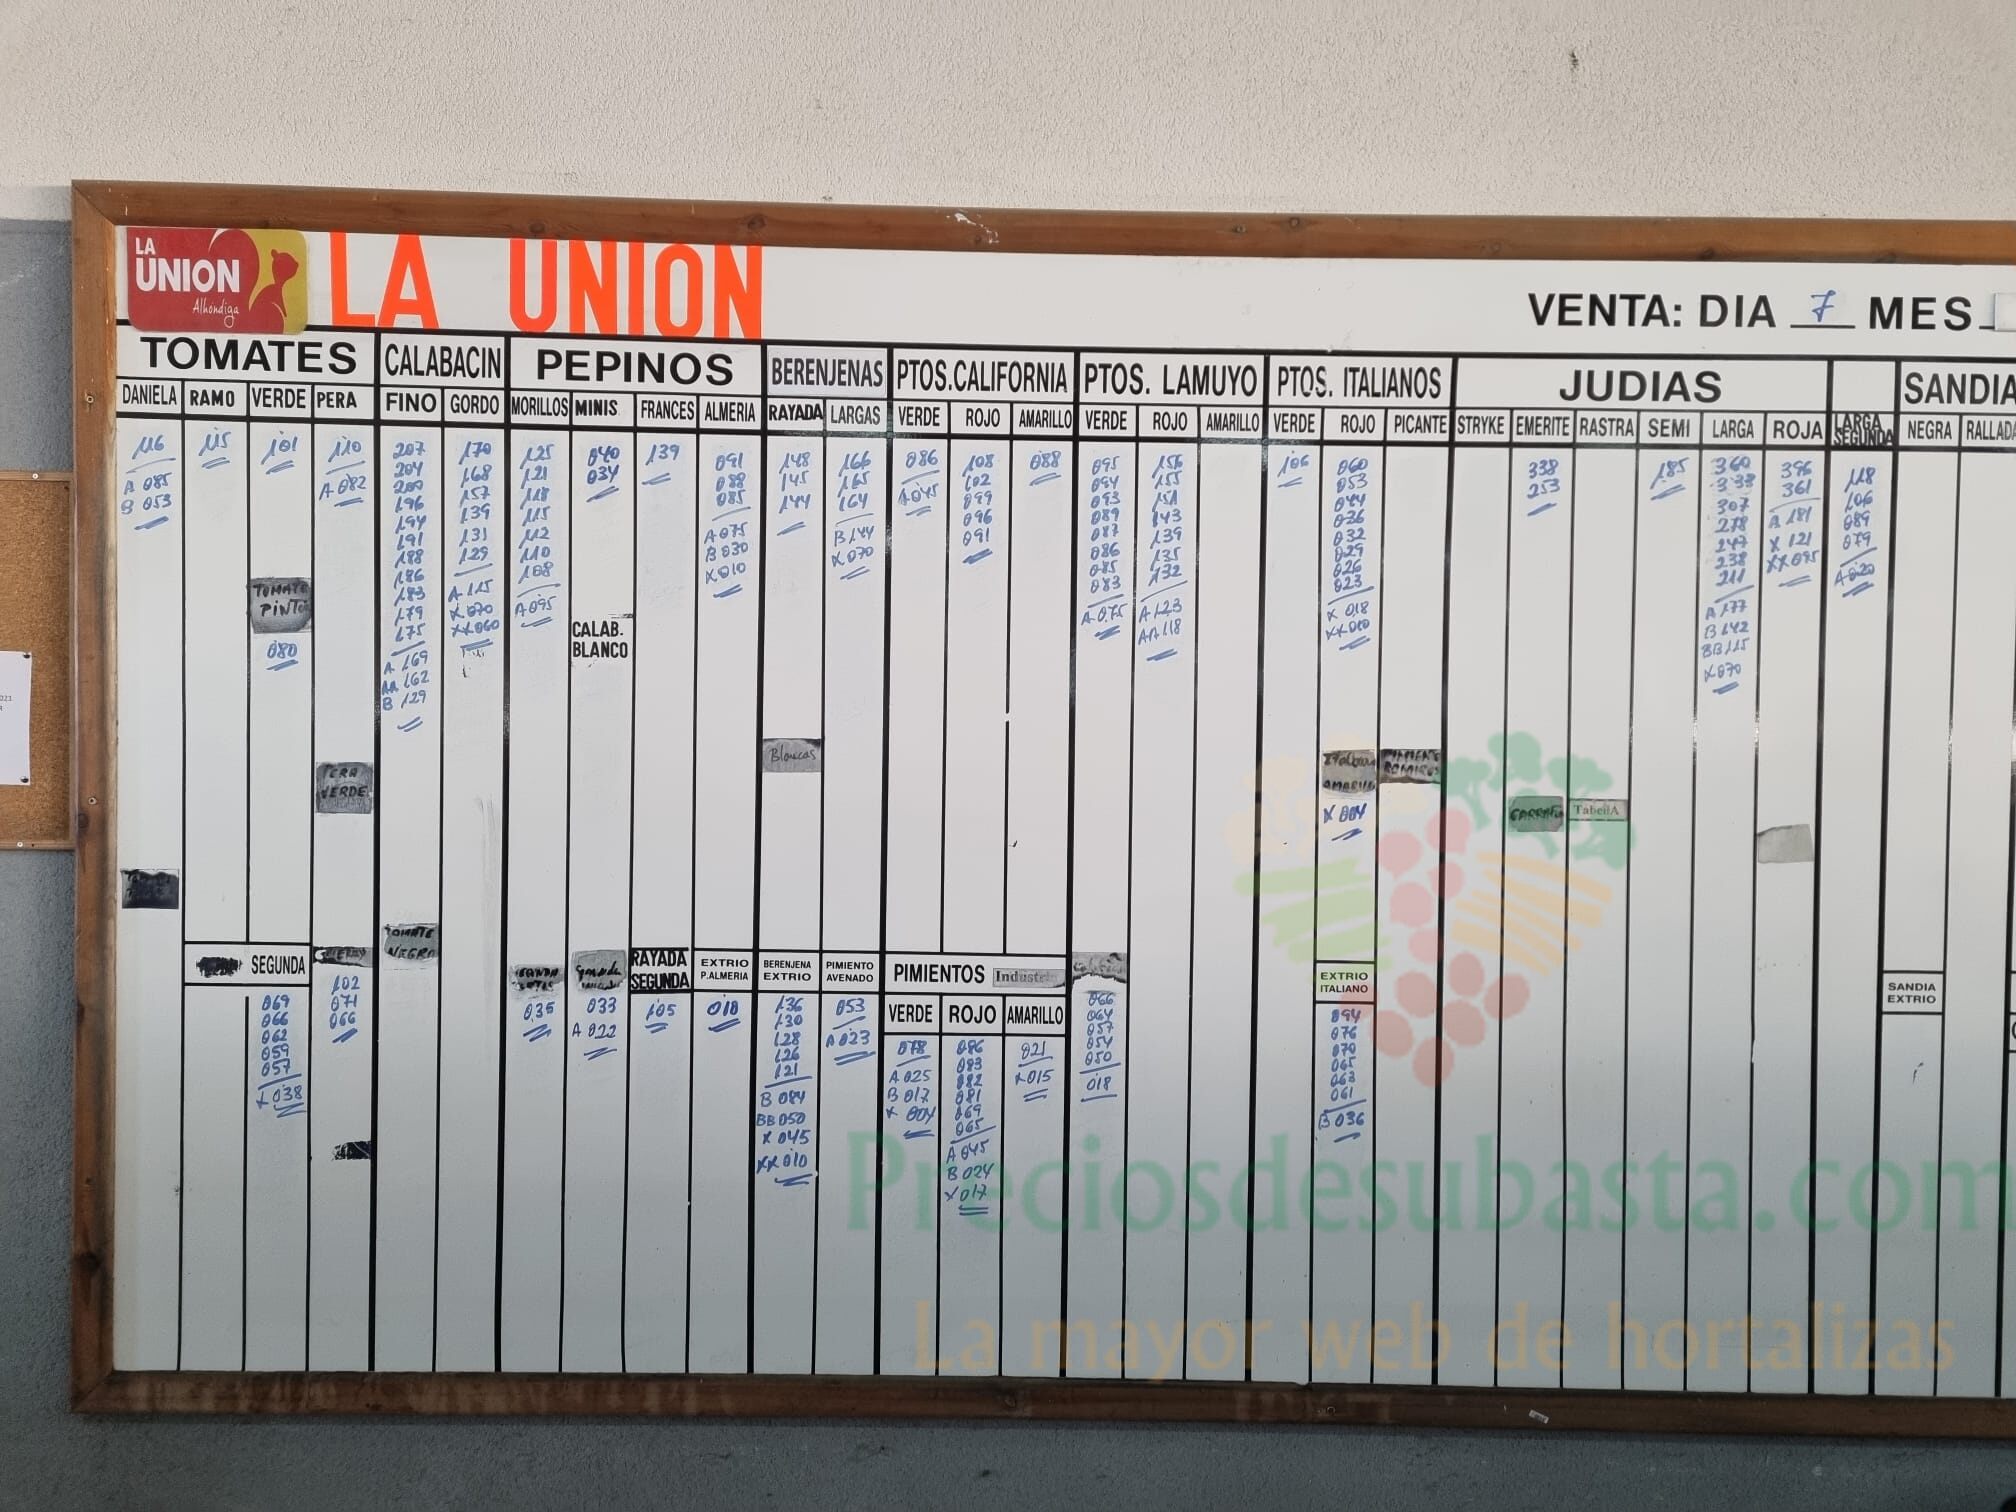 LA
UNION
Alhóndiga
LA UNION
VENTA: DIA 7 MES
TOMATES
DANIELA
116
A 085
B 053
RAMO
115
VERDE
101
TOMATE
PINTON
080
PERA
110
A 082
PERA
VERDE
CALABACIN
FINO
207
204
200
196
194
191
188
186
183
179
175
A 169
AA 162
B 129
TOMATE
NEGRO
GORDO
170
168
157
139
131
129
A 115
X 070
XX 060
PEPINOS
MORILLOS
125
121
118
115
112
110
108
A 095
MINIS
040
034
CALAB.
BLANCO
FRANCES
139
ALMERIA
091
088
085
A 075
B 030
X 010
BERENJENAS
RAYADA
148
145
144
Blancas
LARGAS
166
165
164
B 144
X 070
PTOS.CALIFORNIA
VERDE
086
A 045
ROJO
108
102
099
096
091
AMARILLO
088
PTOS. LAMUYO
VERDE
095
094
093
089
087
086
085
083
A 075
ROJO
156
155
151
143
139
135
132
A 123
AA 118
AMARILLO
PTOS. ITALIANOS
VERDE
106
ROJO
060
053
044
036
032
029
026
023
X 018
XX 010
X 004
PICANTE
JUDIAS
STRYKE
EMERITE
338
253
RASTRA
TabellA
SEMI
185
LARGA
360
333
307
278
247
238
211
A 177
B 142
BB 115
X 070
ROJA
396
361
A 181
X 121
XX 095
LARGA
SEGUNDA
118
106
089
079
A 020
SANDIA
NEGRA
RALLADA
SEGUNDA
069
066
062
059
057
X 038
102
071
066
035
033
A 022
RAYADA
SEGUNDA
105
EXTRIO
P.ALMERIA
010
BERENJENA
EXTRIO
136
130
128
126
121
B 084
BB 050
X 045
XX 010
PIMIENTO
AVENADO
053
A 023
PIMIENTOS
VERDE
078
A 025
B 017
X 004
ROJO
086
083
082
081
069
065
A 045
B 024
X 017
AMARILLO
021
X 015
066
064
057
054
050
018
EXTRIO
ITALIANO
094
076
070
065
063
061
B 036
SANDIA
EXTRIO
Preciosdesubasta.com
La mayor web de hortalizas